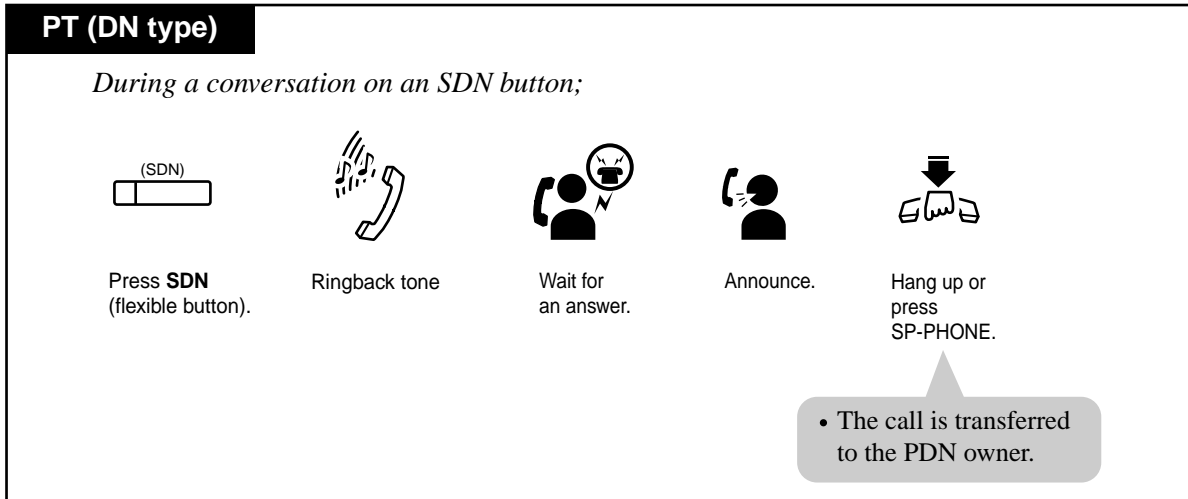 PT (DN type)
During a conversation on an SDN button;
(SDN)
Press SDN
(flexible button).
Ringback tone
Wait for
an answer.
Announce.
Hang up or
press
SP-PHONE.
• The call is transferred
to the PDN owner.